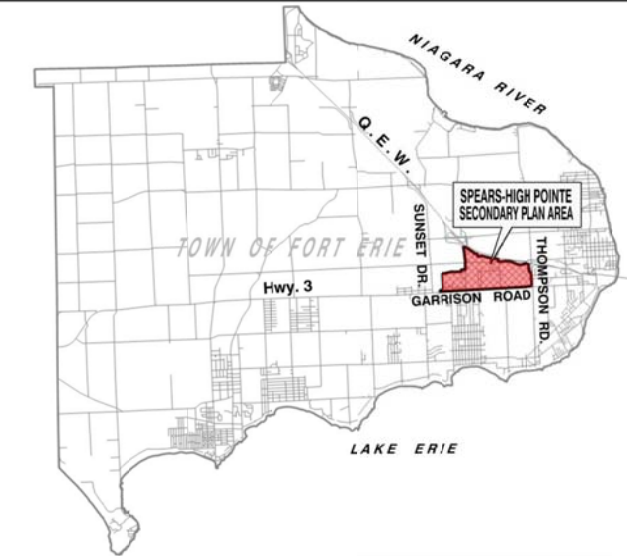 NIAGARA RIVER
Q.E.W.
SPEARS-HIGH POINTE
SECONDARY PLAN AREA
SUNSET DR.
THOMPSON RD.
TOWN OF FORT ERIE
Hwy. 3
GARRISON ROAD
LAKE ERIE